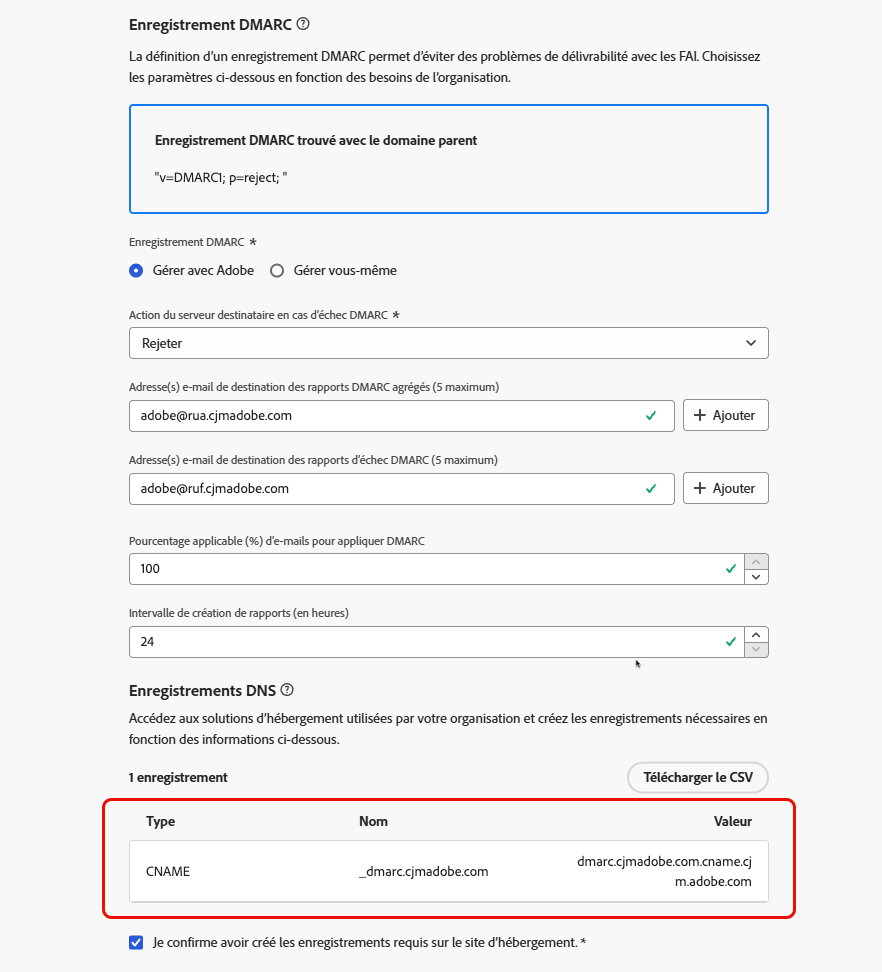 Enregistrement DMARC
La définition d'un enregistrement DMARC permet d'éviter des problèmes de délivrabilité avec les FAI. Choisissez
les paramètres ci-dessous en fonction des besoins de l'organisation.
Enregistrement DMARC trouvé avec le domaine parent
"v=DMARC1; p=reject; "
Enregistrement DMARC *
Gérer avec Adobe Gérer vous-même
Action du serveur destinataire en cas d'échec DMARC *
Rejeter
Adresse(s) e-mail de destination des rapports DMARC agrégés (5 maximum)
adobe@rua.cjmadobe.com + Ajouter
Adresse(s) e-mail de destination des rapports d'échec DMARC (5 maximum)
adobe@ruf.cjmadobe.com + Ajouter
Pourcentage applicable (%) d'e-mails pour appliquer DMARC
100
Intervalle de création de rapports (en heures)
24
Enregistrements DNS
Accédez aux solutions d'hébergement utilisées par votre organisation et créez les enregistrements nécessaires en
fonction des informations ci-dessous.
1 enregistrement Télécharger le CSV
Type Nom Valeur
CNAME _dmarc.cjmadobe.com dmarc.cjmadobe.com.cname.cj
m.adobe.com
Je confirme avoir créé les enregistrements requis sur le site d'hébergement. *